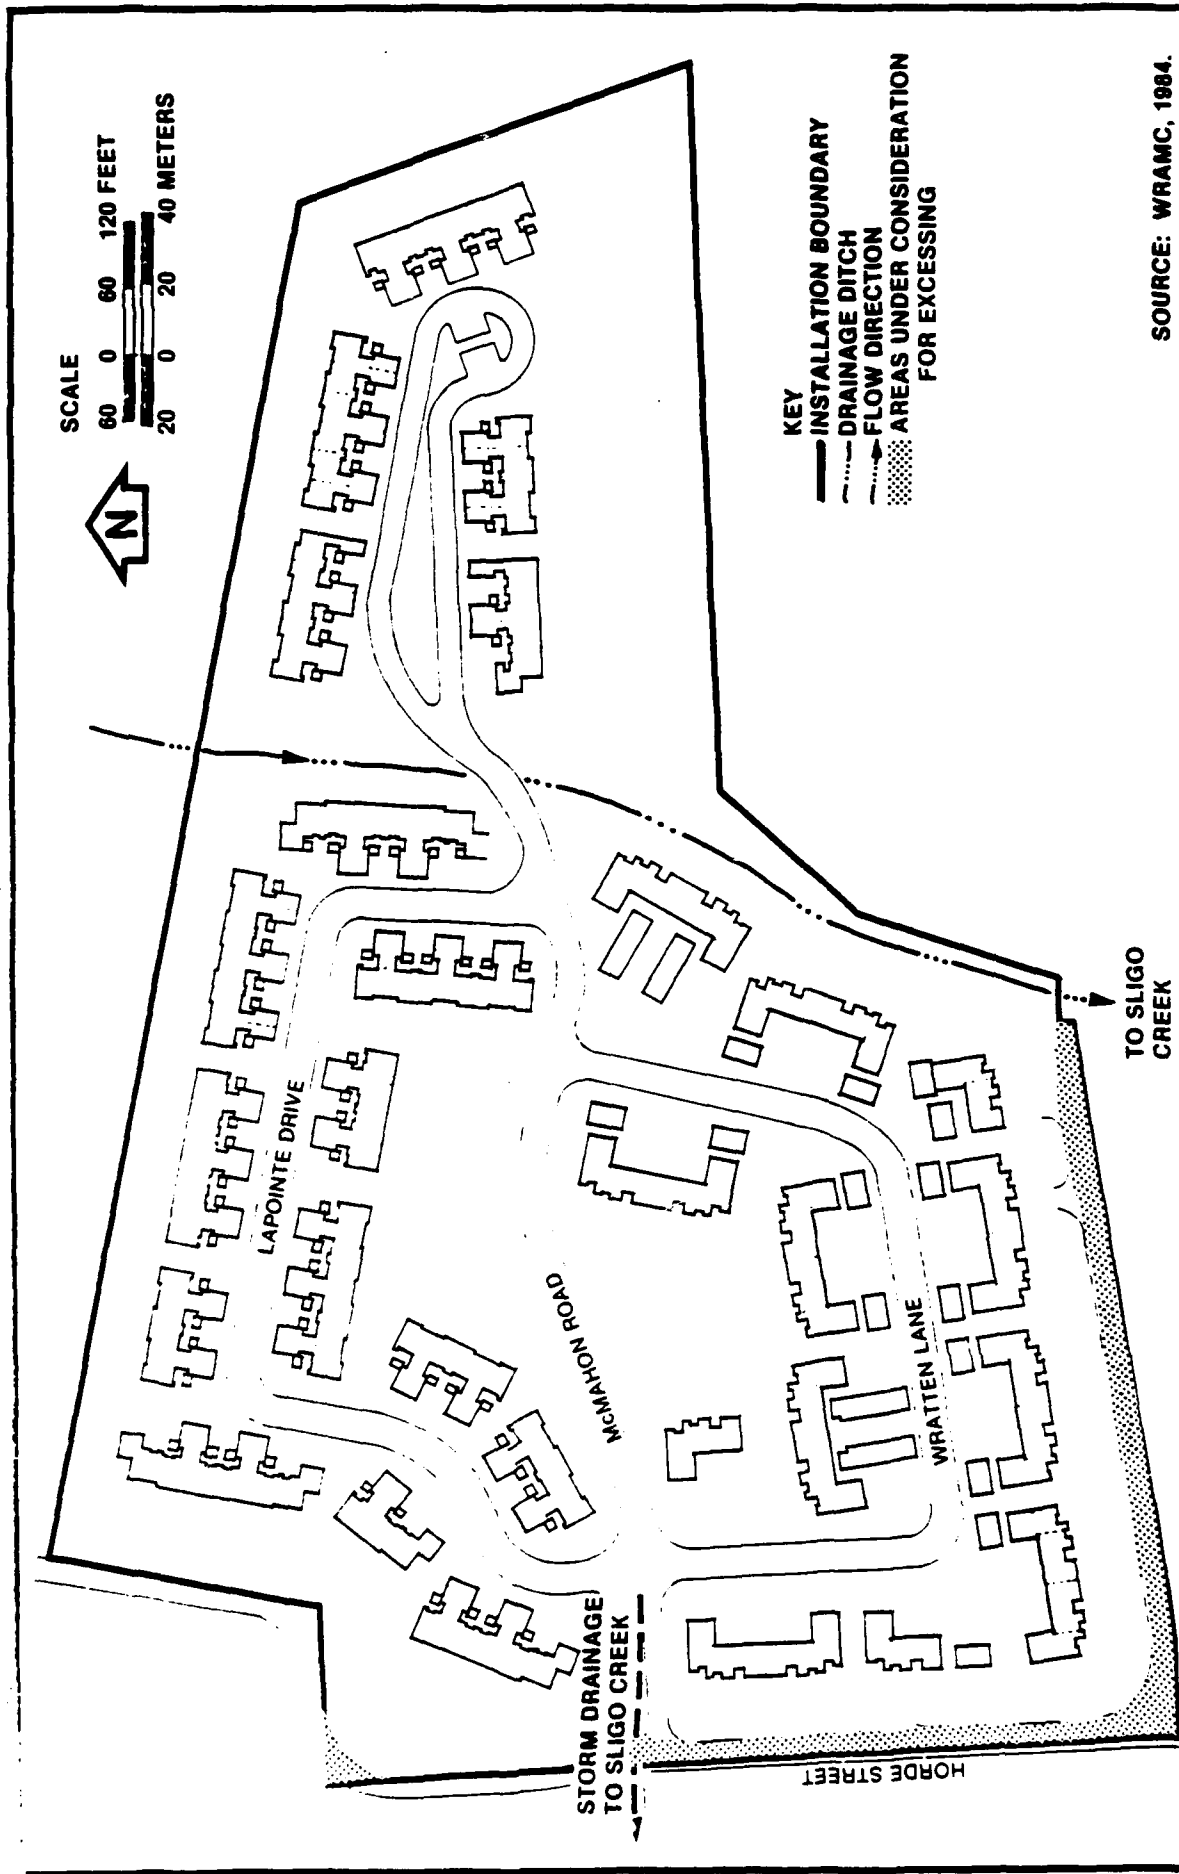 SCALE
60 0 60 120 FEET
20 0 20 40 METERS
N
KEY
INSTALLATION BOUNDARY
DRAINAGE DITCH
FLOW DIRECTION
AREAS UNDER CONSIDERATION
FOR EXCESSING
LAPOINTE DRIVE
McMAHON ROAD
WRATTEN LANE
HORDE STREET
STORM DRAINAGE
TO SLIGO CREEK
TO SLIGO
CREEK
SOURCE: WRAMC, 1984.